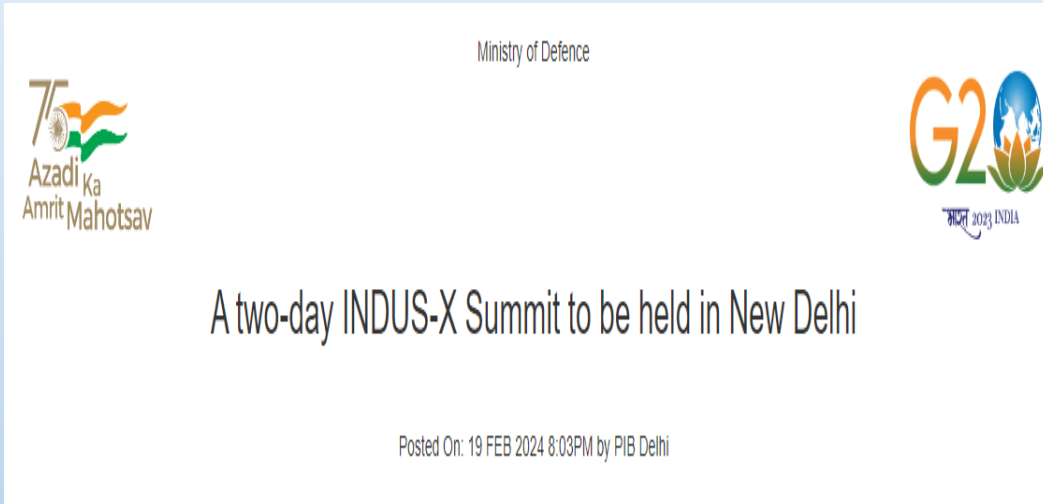 Ministry of Defence
75
Azadi Ka
Amrit Mahotsav
G20
भारत 2023 INDIA
A two-day INDUS-X Summit to be held in New Delhi
Posted On: 19 FEB 2024 8:03PM by PIB Delhi